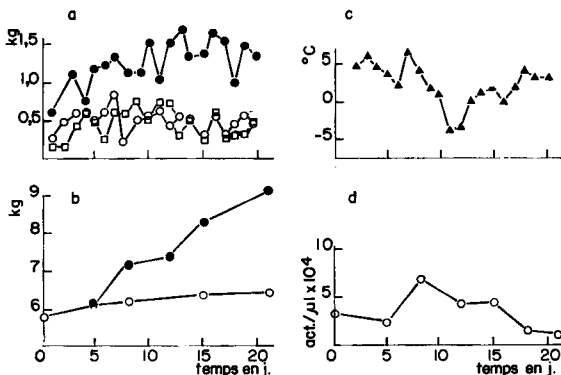 a
kg
1,5
1,0
0,5
c
°C
5
0
-5
b
kg
9
8
7
6
0 5 10 15 20
temps en j.
d
act./µl x 10⁴
10
5
0 5 10 15 20
temps en j.